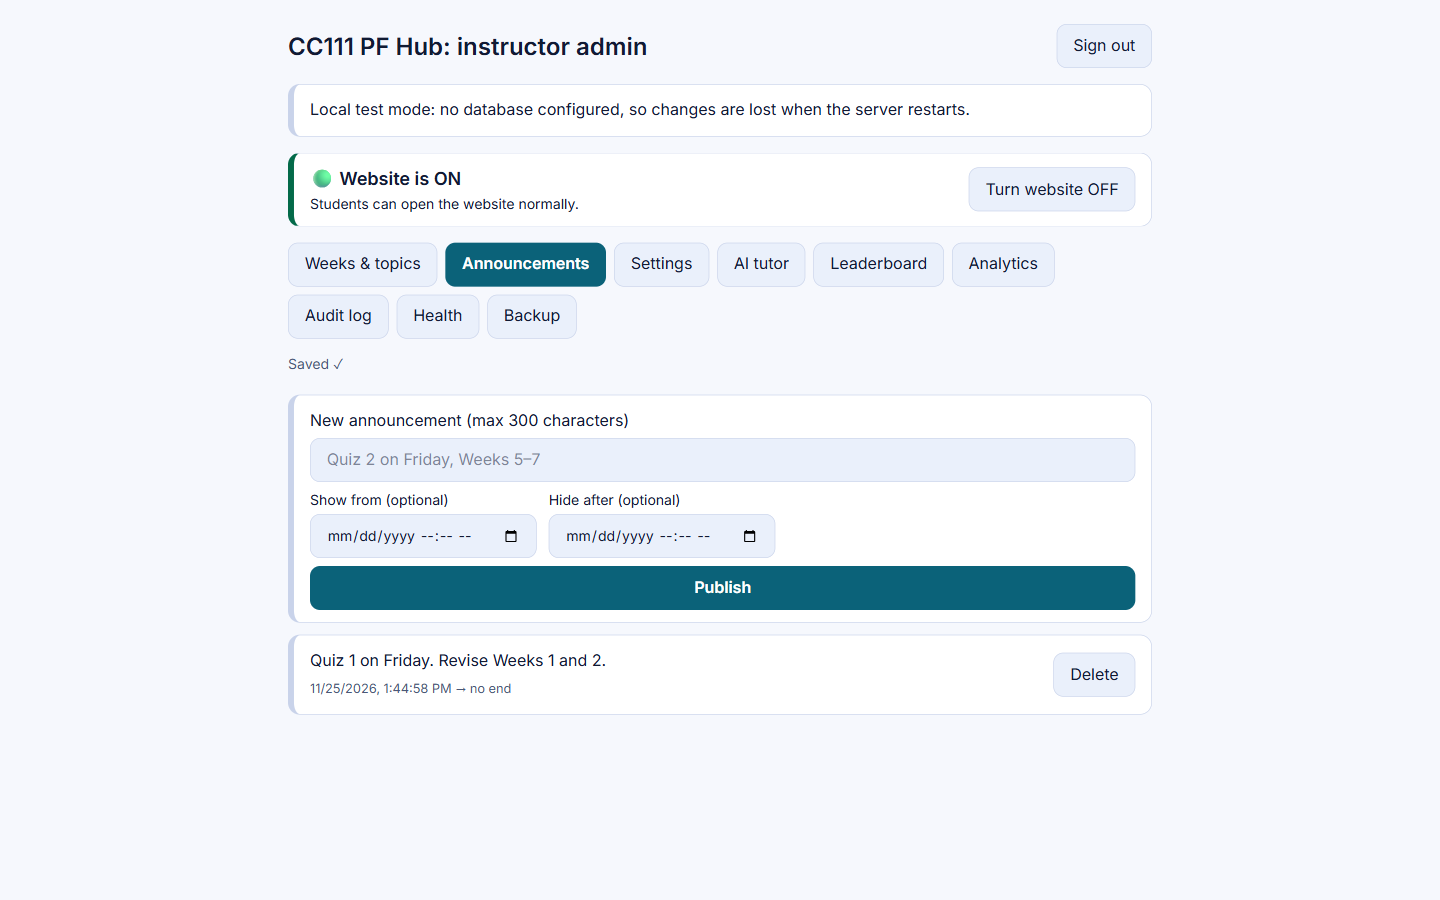 CC111 PF Hub: instructor admin
Sign out
Local test mode: no database configured, so changes are lost when the server restarts.
Website is ON
Students can open the website normally.
Turn website OFF
Weeks & topics
Announcements
Settings
AI tutor
Leaderboard
Analytics
Audit log
Health
Backup
Saved ✓
New announcement (max 300 characters)
Quiz 2 on Friday, Weeks 5–7
Show from (optional)
Hide after (optional)
mm/dd/yyyy --:-- --
mm/dd/yyyy --:-- --
Publish
Quiz 1 on Friday. Revise Weeks 1 and 2.
11/25/2026, 1:44:58 PM → no end
Delete